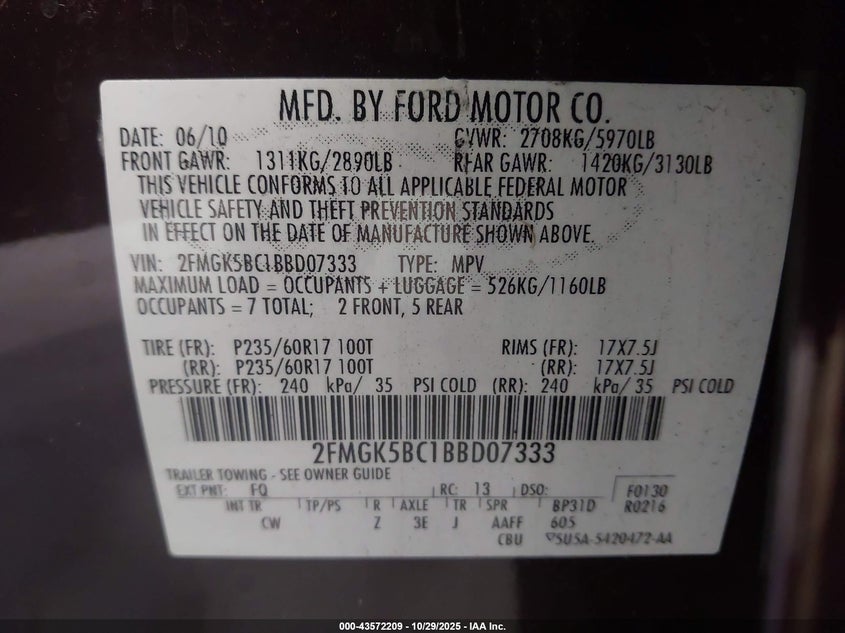 MFD. BY FORD MOTOR CO.
DATE: 06/10 GVWR: 2708KG/5970LB
FRONT GAWR: 1311KG/2890LB REAR GAWR: 1420KG/3130LB
THIS VEHICLE CONFORMS TO ALL APPLICABLE FEDERAL MOTOR
VEHICLE SAFETY AND THEFT PREVENTION STANDARDS
IN EFFECT ON THE DATE OF MANUFACTURE SHOWN ABOVE.
VIN: 2FMGK5BC1BBD07333 TYPE: MPV
MAXIMUM LOAD = OCCUPANTS + LUGGAGE = 526KG/1160LB
OCCUPANTS = 7 TOTAL; 2 FRONT, 5 REAR
TIRE (FR): P235/60R17 100T RIMS (FR): 17X7.5J
(RR): P235/60R17 100T (RR): 17X7.5J
PRESSURE (FR): 240 kPa/ 35 PSI COLD (RR): 240 kPa/ 35 PSI COLD
2FMGK5BC1BBD07333
TRAILER TOWING - SEE OWNER GUIDE
EXT PNT: FQ RC: 13 DSO: F0130
INT TR TP/PS R AXLE TR SPR BP31D R0216
CW Z 3E J AAFF 605
CBU 5U5A-5420472-AA
000-43572209 - 10/29/2025 - IAA Inc.